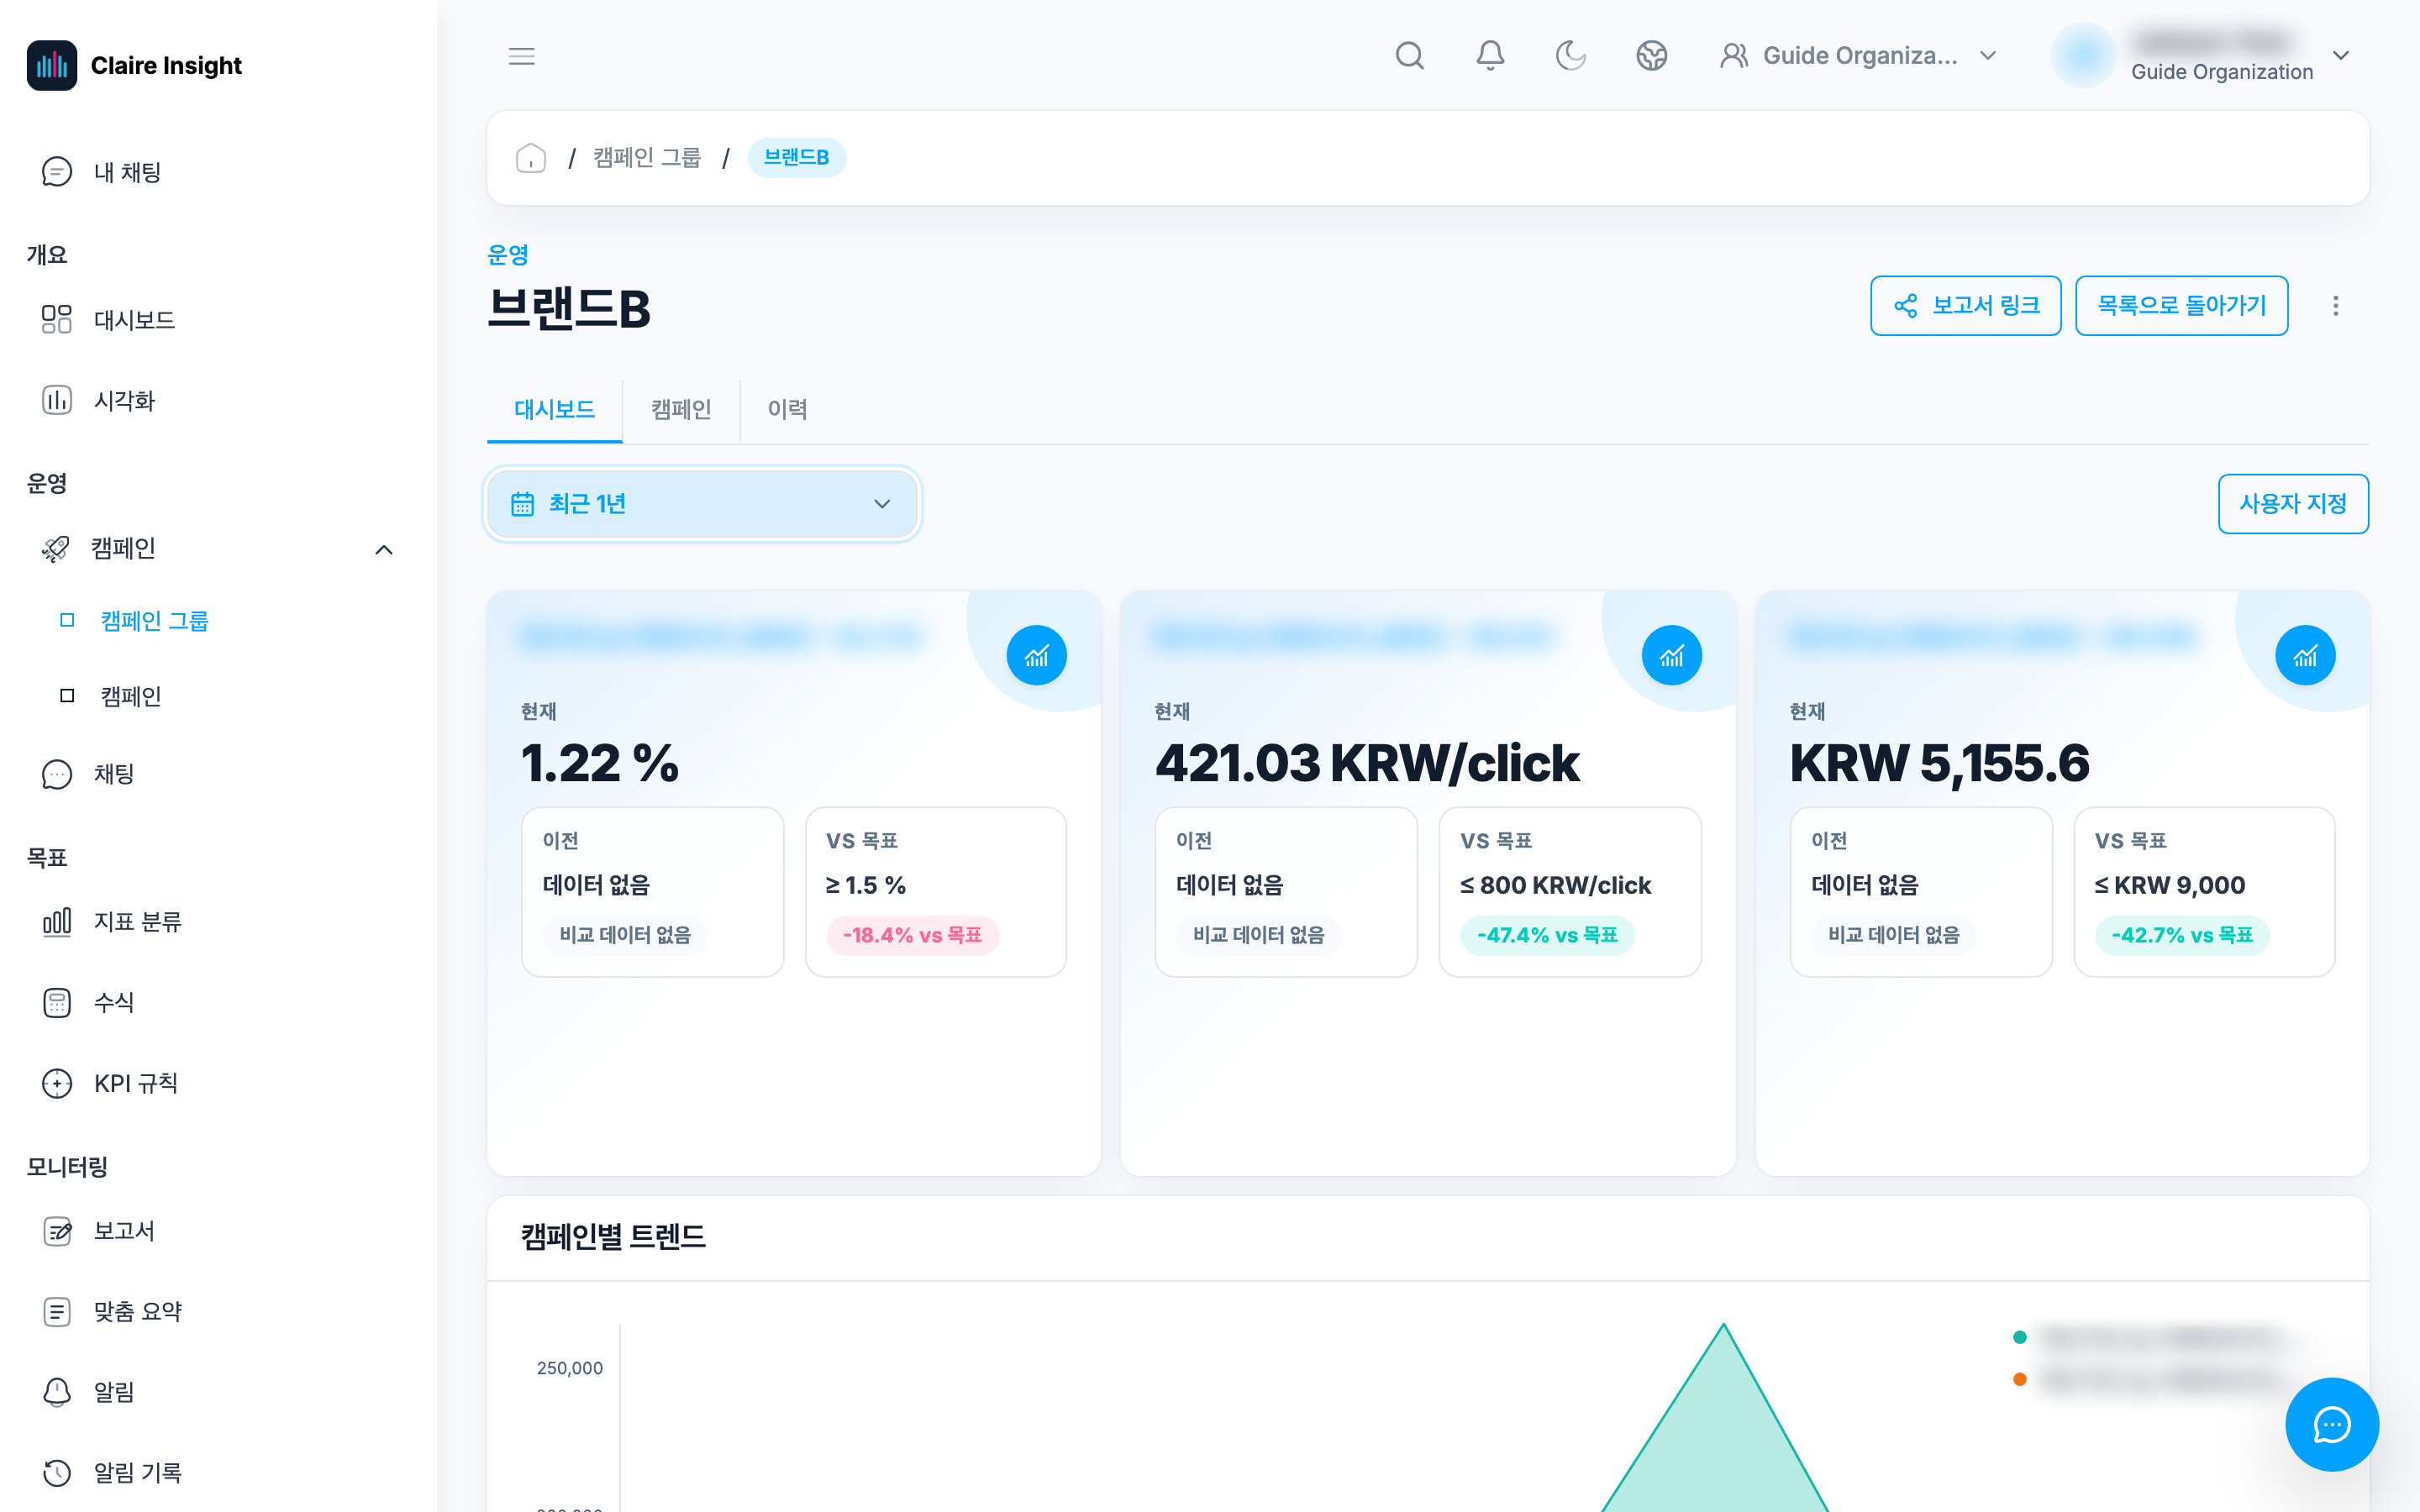 Claire Insight
내 채팅
개요
대시보드
시각화
운영
캠페인
캠페인 그룹
캠페인
채팅
목표
지표 분류
수식
KPI 규칙
모니터링
보고서
맞춤 요약
알림
알림 기록
Guide Organiza...
Guide Organization
/ 캠페인 그룹 / 브랜드B
운영
브랜드B
보고서 링크
목록으로 돌아가기
대시보드
캠페인
이력
최근 1년
사용자 지정
현재
1.22 %
이전
데이터 없음
비교 데이터 없음
VS 목표
≥ 1.5 %
-18.4% vs 목표
현재
421.03 KRW/click
이전
데이터 없음
비교 데이터 없음
VS 목표
≤ 800 KRW/click
-47.4% vs 목표
현재
KRW 5,155.6
이전
데이터 없음
비교 데이터 없음
VS 목표
≤ KRW 9,000
-42.7% vs 목표
캠페인별 트렌드
250,000